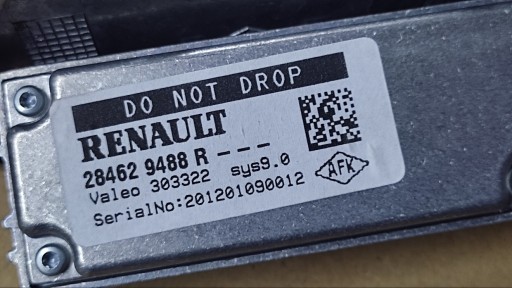 DO NOT DROP
RENAULT
28462 9488 R - - -
Valeo 303322 sys9.0
SerialNo:201201090012
AFK